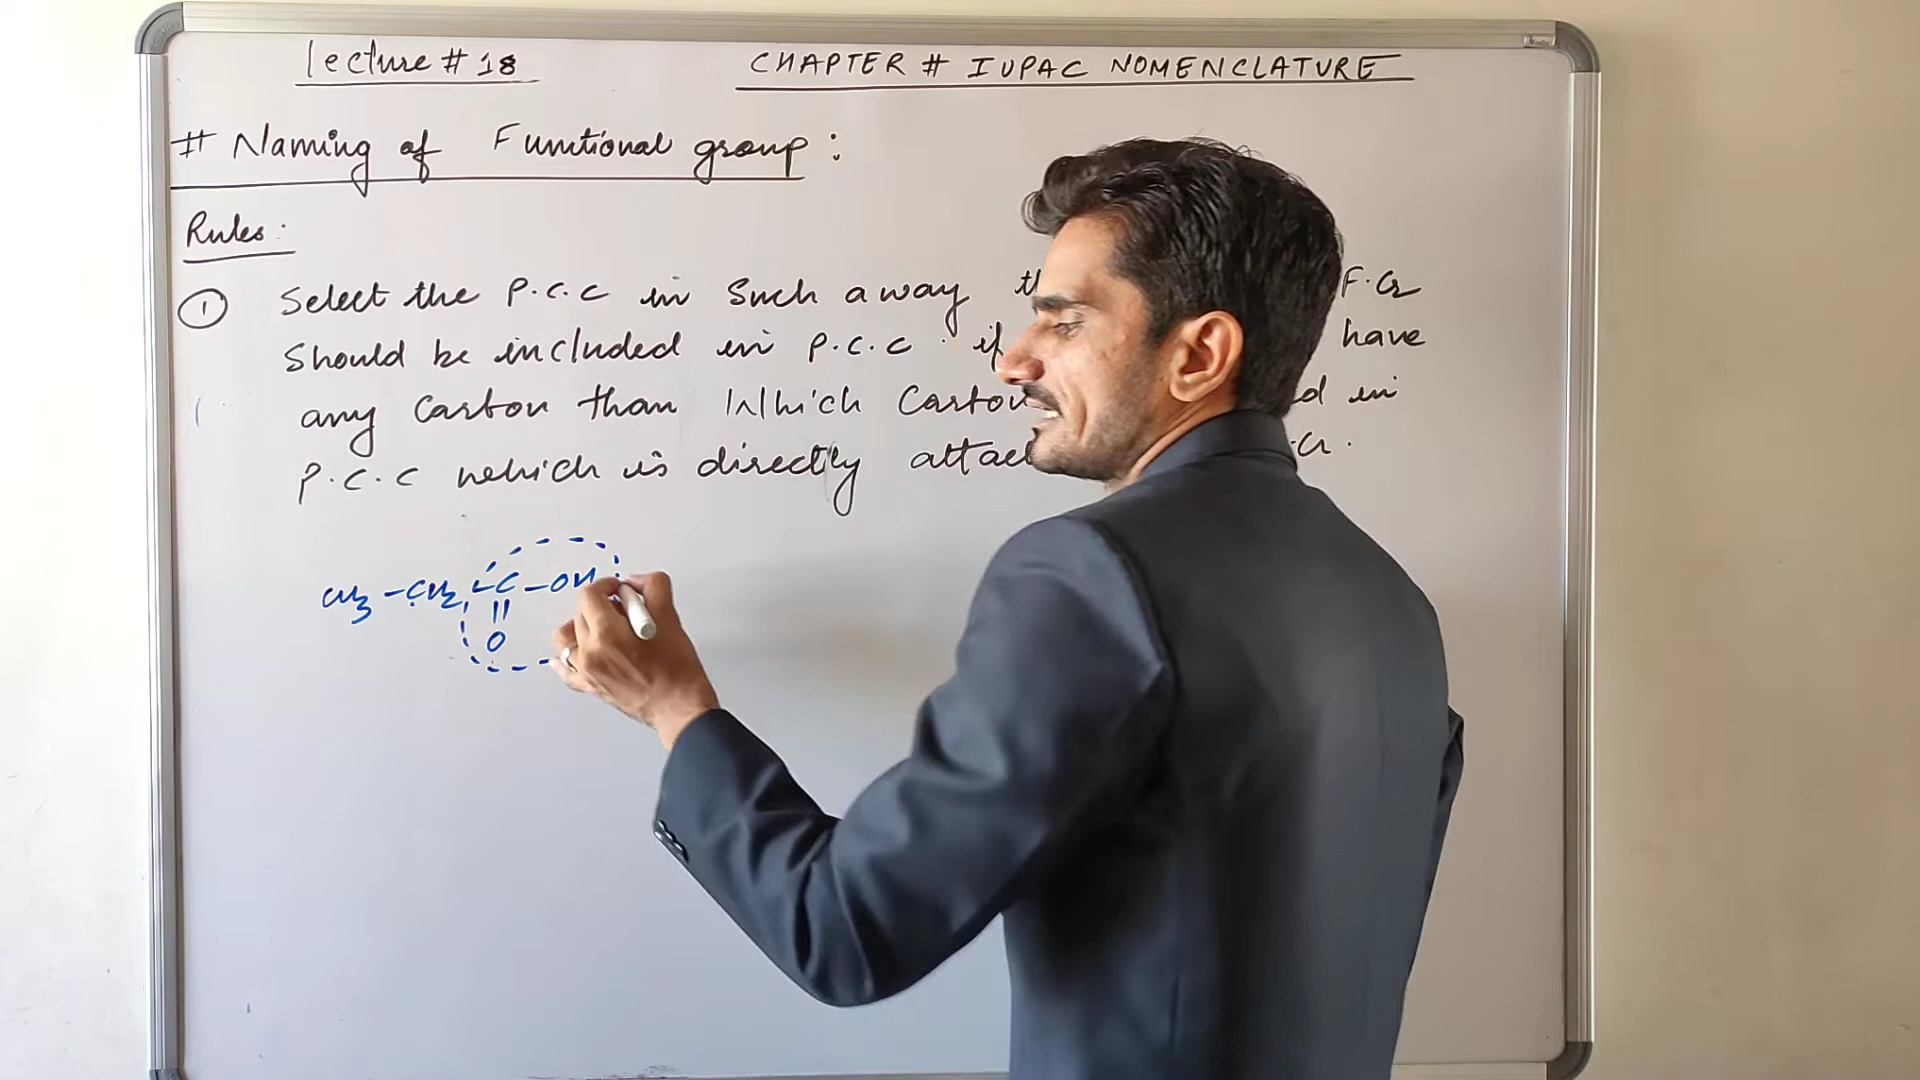 Lecture # 18
CHAPTER # IUPAC NOMENCLATURE
# Naming of Functional group :
Rules :
① Select the P.C.C in Such a way F.G
Should be included in P.C.C . if have
any Carbon than Which Carbon in
P.C.C which is directly
CH3 - CH2 - C - OH
||
O